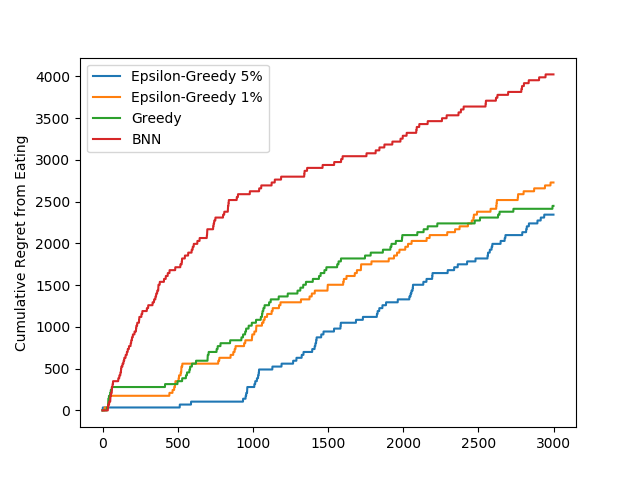 Epsilon-Greedy 5%
Epsilon-Greedy 1%
Greedy
BNN
Cumulative Regret from Eating
4000
3500
3000
2500
2000
1500
1000
500
0
0 500 1000 1500 2000 2500 3000